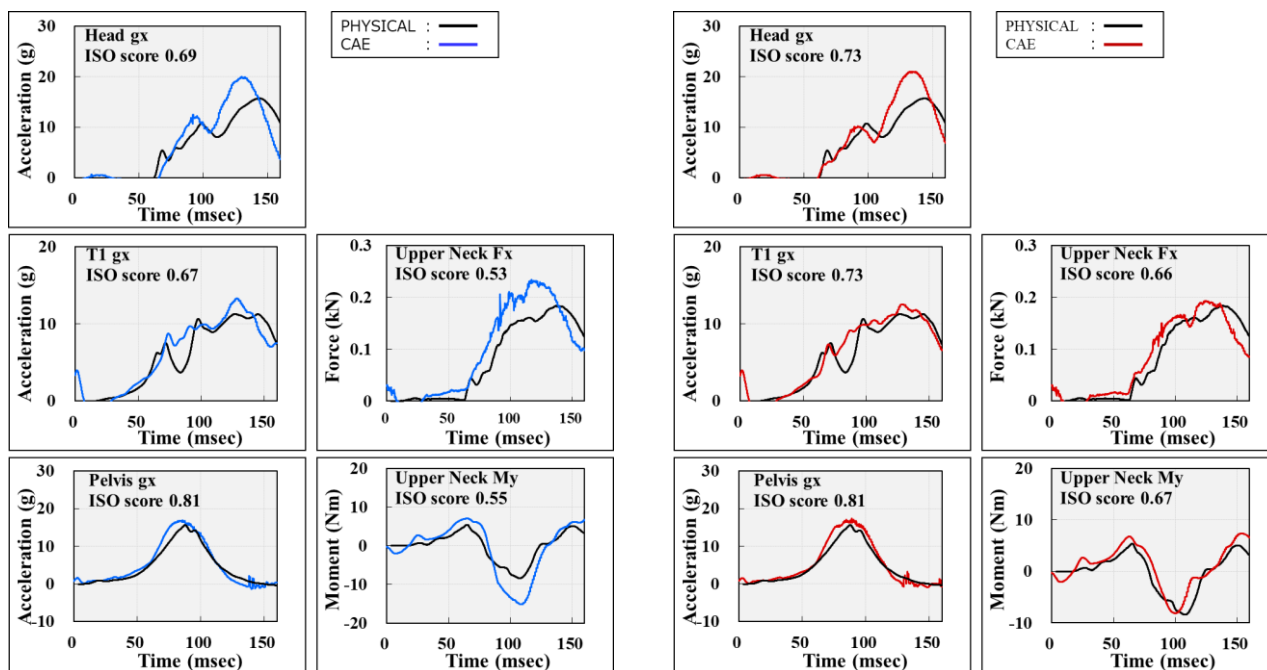 Head gx
ISO score 0.69
30
20
10
0
Acceleration (g)
0 50 100 150
Time (msec)
PHYSICAL :
CAE :
T1 gx
ISO score 0.67
20
10
0
Acceleration (g)
0 50 100 150
Time (msec)
Upper Neck Fx
ISO score 0.53
0.3
0.2
0.1
0
Force (kN)
0 50 100 150
Time (msec)
Pelvis gx
ISO score 0.81
30
20
10
0
-10
Acceleration (g)
0 50 100 150
Time (msec)
Upper Neck My
ISO score 0.55
20
10
0
-10
-20
Moment (Nm)
0 50 100 150
Time (msec)
Head gx
ISO score 0.73
30
20
10
0
Acceleration (g)
0 50 100 150
Time (msec)
PHYSICAL :
CAE :
T1 gx
ISO score 0.73
20
10
0
Acceleration (g)
0 50 100 150
Time (msec)
Upper Neck Fx
ISO score 0.66
0.3
0.2
0.1
0
Force (kN)
0 50 100 150
Time (msec)
Pelvis gx
ISO score 0.81
30
20
10
0
-10
Acceleration (g)
0 50 100 150
Time (msec)
Upper Neck My
ISO score 0.67
20
10
0
-10
Moment (Nm)
0 50 100 150
Time (msec)